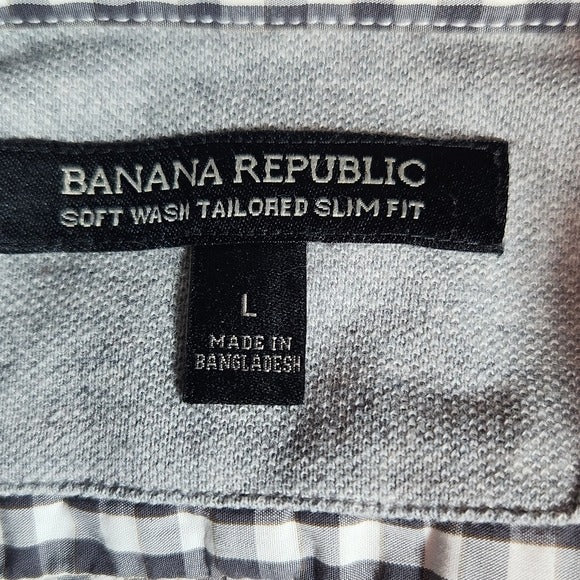 BANANA REPUBLIC
SOFT WASH TAILORED SLIM FIT
L
MADE IN
BANGLADESH